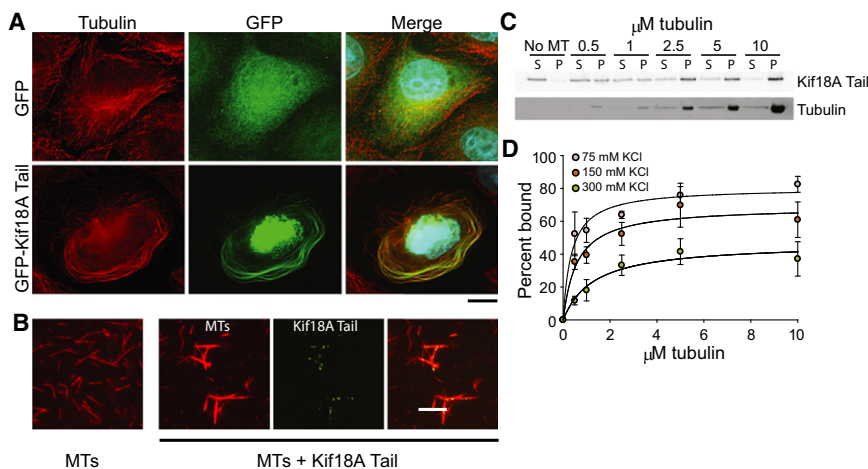 A
Tubulin
GFP
Merge
GFP
GFP-Kif18A Tail
B
MTs
Kif18A Tail
MTs
MTs + Kif18A Tail
C
μM tubulin
No MT 0.5 1 2.5 5 10
S P S P S P S P S P S P
Kif18A Tail
Tubulin
D
75 mM KCl
150 mM KCl
300 mM KCl
Percent bound
100
80
60
40
20
0
0 2 4 6 8 10
μM tubulin